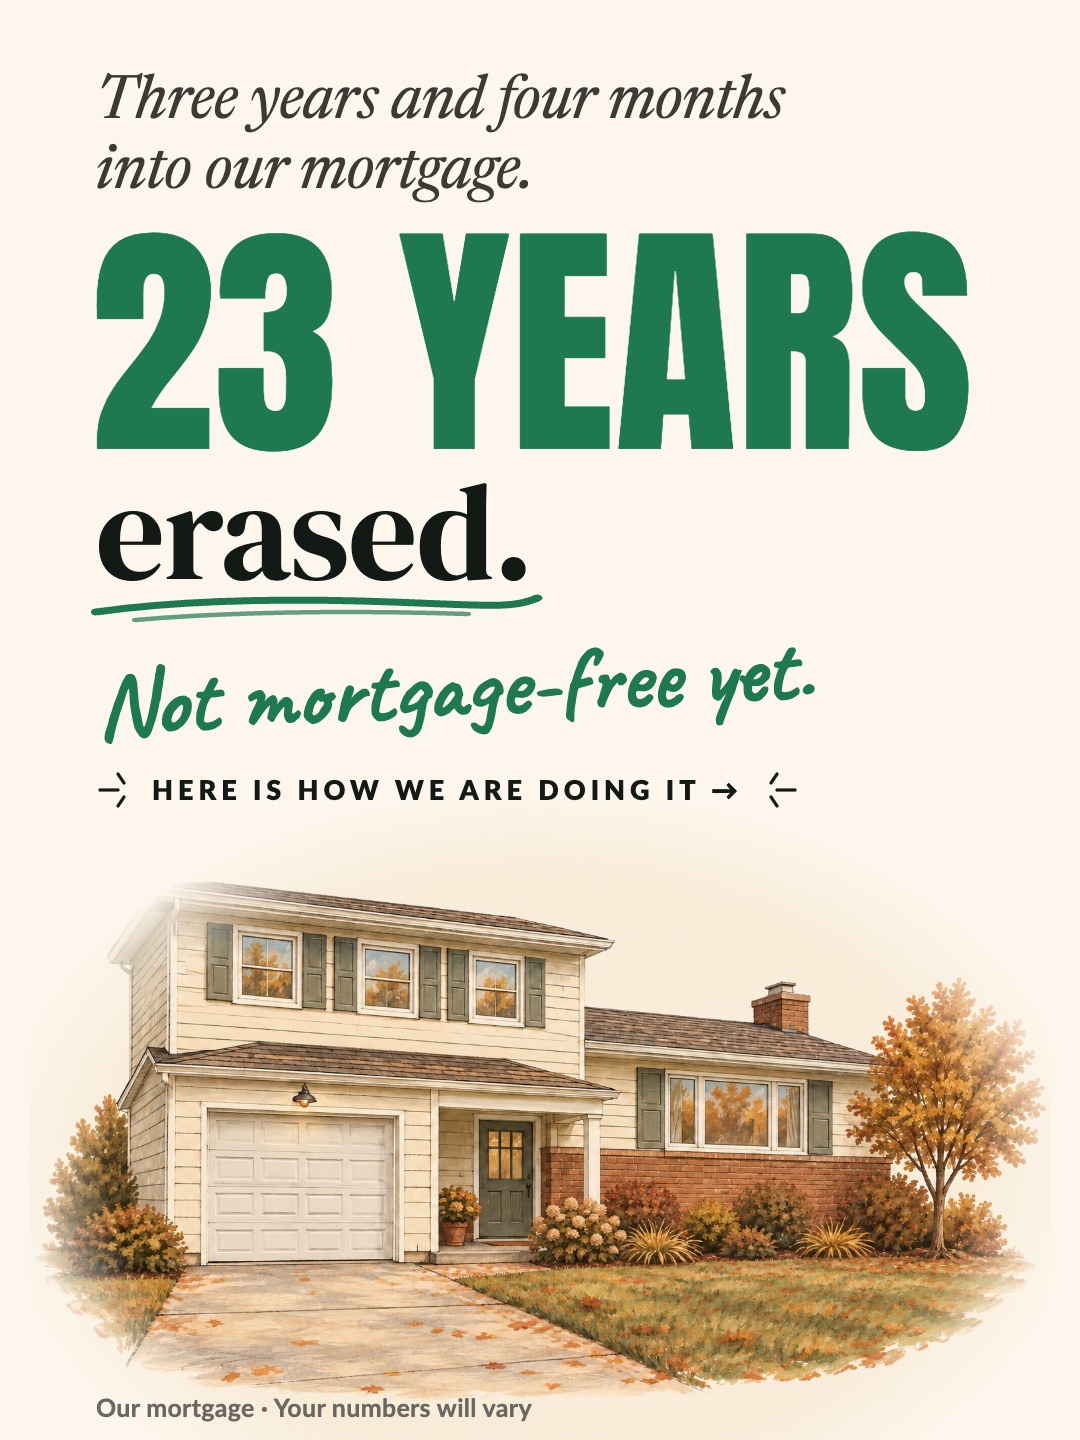 Three years and four months
into our mortgage.
23 YEARS
erased.
Not mortgage-free yet.
HERE IS HOW WE ARE DOING IT →
Our mortgage · Your numbers will vary